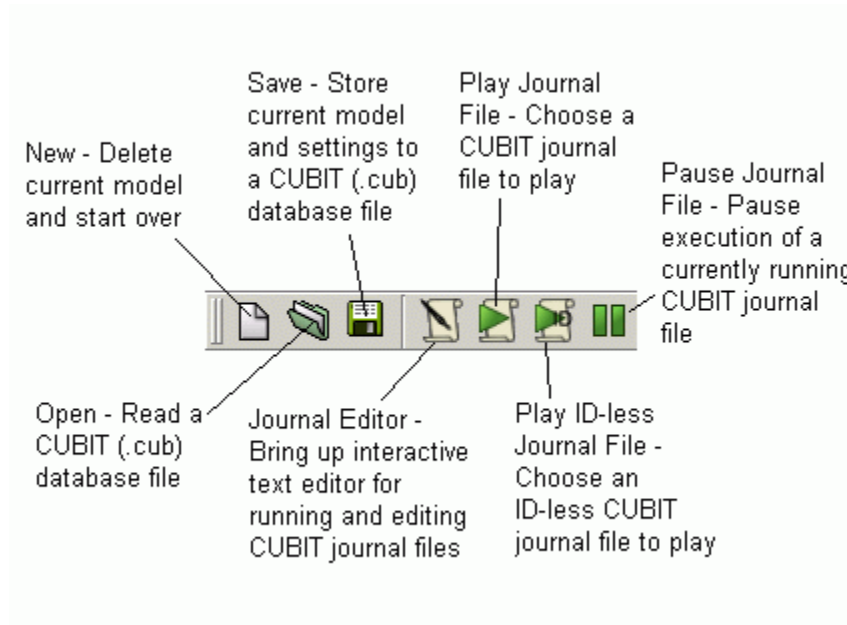 Save - Store
current model
and settings to
a CUBIT (.cub)
database file
Play Journal
File - Choose a
CUBIT journal
file to play
New - Delete
current model
and start over
Pause Journal
File - Pause
execution of a
currently running
CUBIT journal
file
Open - Read a
CUBIT (.cub)
database file
Journal Editor -
Bring up interactive
text editor for
running and editing
CUBIT journal files
Play ID-less
Journal File -
Choose an
ID-less CUBIT
journal file to play